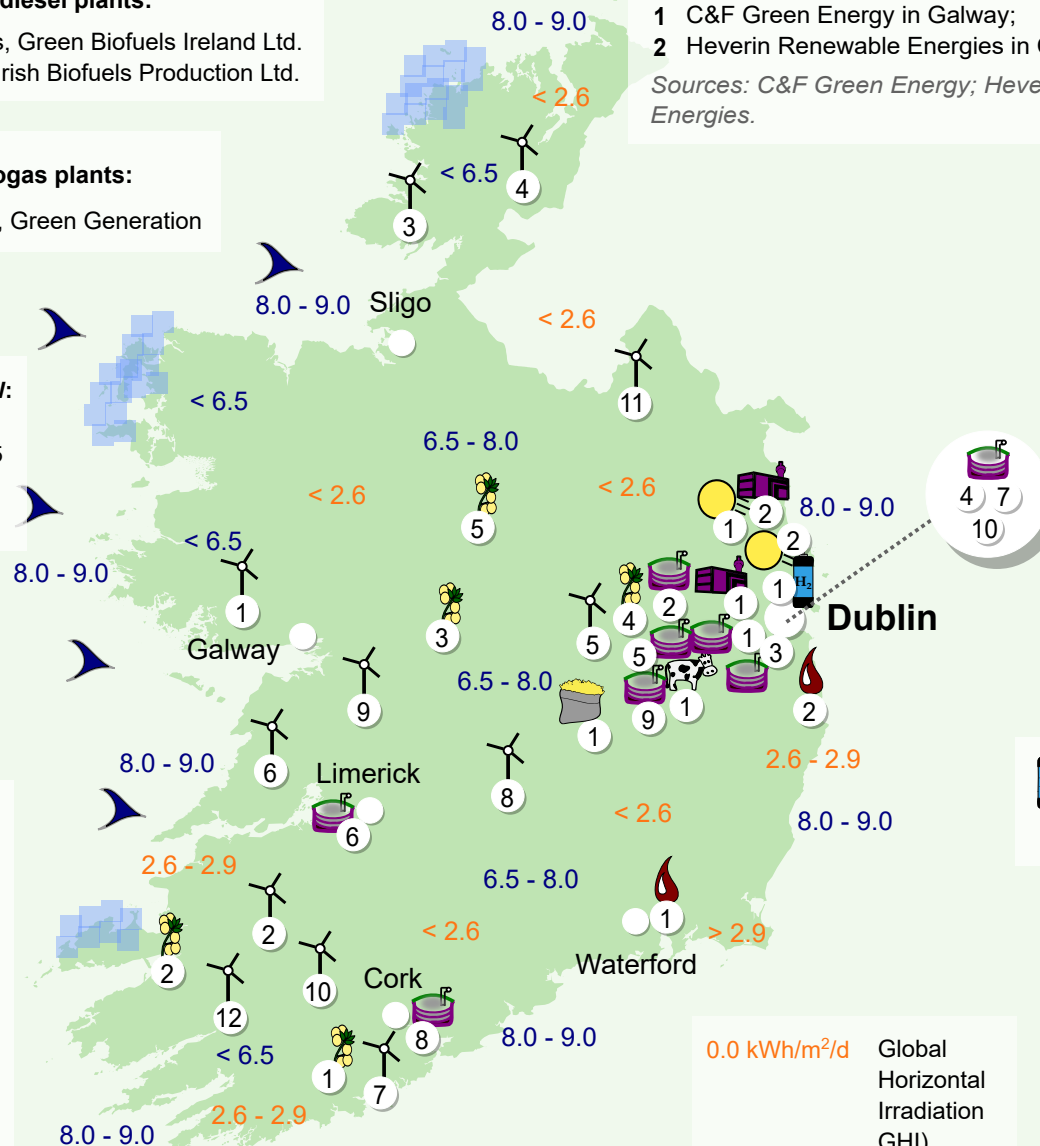 diesel plants:
s, Green Biofuels Ireland Ltd.
rish Biofuels Production Ltd.
8.0 - 9.0
1 C&F Green Energy in Galway;
2 Heverin Renewable Energies in
Sources: C&F Green Energy; Heve
Energies.
< 2.6
ogas plants:
, Green Generation
< 6.5
4
3
8.0 - 9.0
Sligo
< 2.6
< 6.5
11
6.5 - 8.0
< 2.6
< 2.6
5
1
2
8.0 - 9.0
4 7
10
< 6.5
2
8.0 - 9.0
1
H2
1
2
1
4
Dublin
3
5
5
1
3
Galway
6.5 - 8.0
9
1
9
2
1
8.0 - 9.0
6
2.6 - 2.9
Limerick
8
6
< 2.6
8.0 - 9.0
2.6 - 2.9
6.5 - 8.0
2
< 2.6
1
> 2.9
2
Waterford
10
Cork
12
8
8.0 - 9.0
< 6.5
1
7
2.6 - 2.9
8.0 - 9.0
0.0 kWh/m²/d Global
Horizontal
Irradiation
GHI)